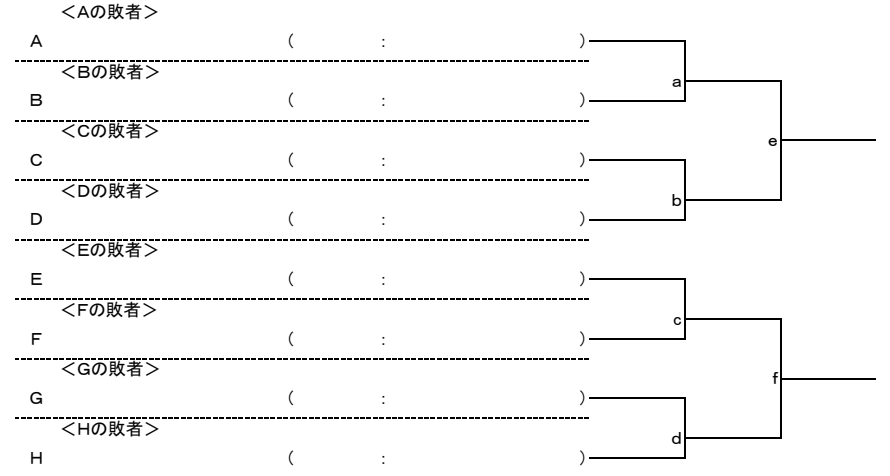 ＜Aの敗者＞
A （ ： ）
a
＜Bの敗者＞
B （ ： ）
e
＜Cの敗者＞
C （ ： ）
b
＜Dの敗者＞
D （ ： ）
＜Eの敗者＞
E （ ： ）
c
＜Fの敗者＞
F （ ： ）
f
＜Gの敗者＞
G （ ： ）
d
＜Hの敗者＞
H （ ： ）